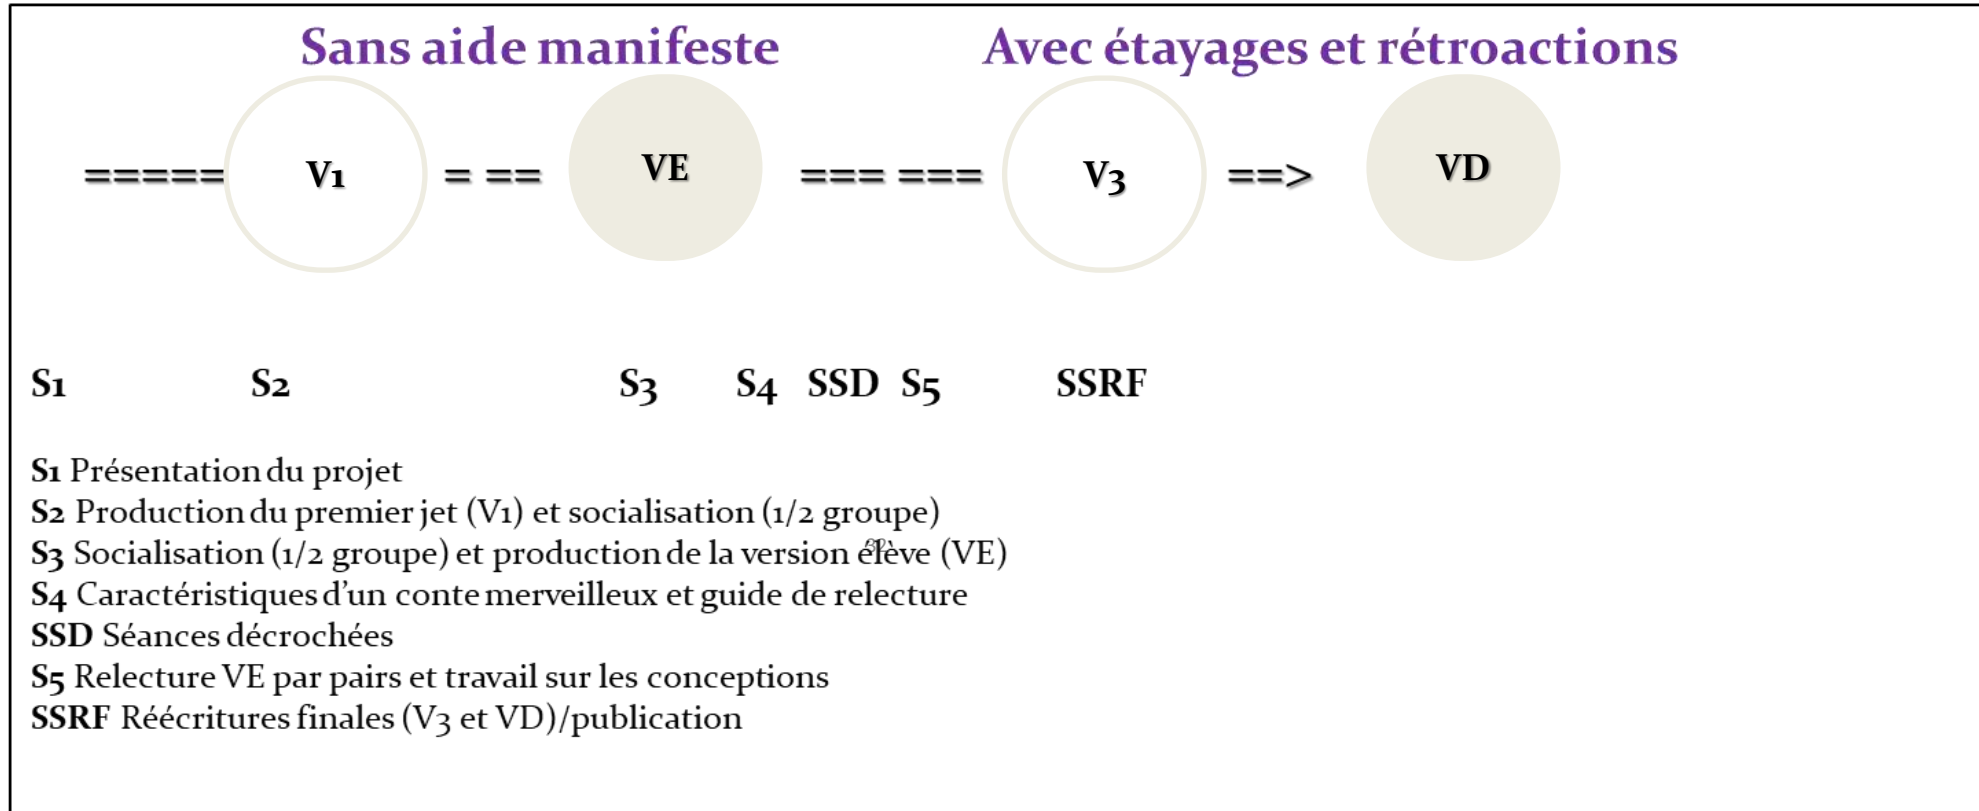 Sans aide manifeste Avec étayages et rétroactions
===== V1 = == VE === === V3 ==> VD
S1 S2 S3 S4 SSD S5 SSRF
S1 Présentation du projet
S2 Production du premier jet (V1) et socialisation (1/2 groupe)
S3 Socialisation (1/2 groupe) et production de la version élève (VE)
32
S4 Caractéristiques d'un conte merveilleux et guide de relecture
SSD Séances décrochées
S5 Relecture VE par pairs et travail sur les conceptions
SSRF Réécritures finales (V3 et VD)/publication